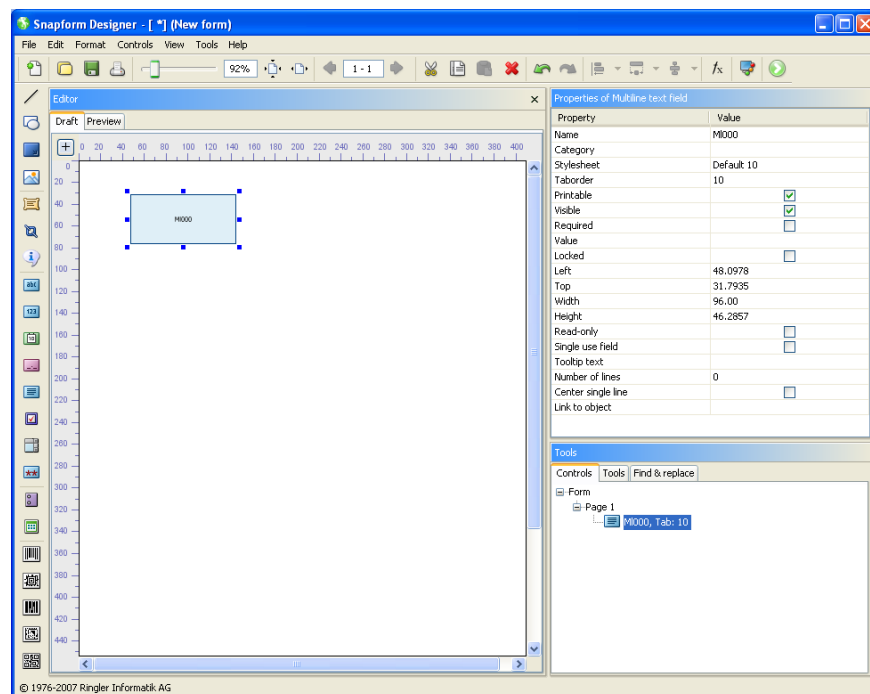 Snapform Designer - [ *] (New form)
File Edit Format Controls View Tools Help
92% 1 - 1 fx
Editor
Draft Preview
0 20 40 60 80 100 120 140 160 180 200 220 240 260 280 300 320 340 360 380 400
0
20
40
60
80
100
120
140
160
180
200
220
240
260
280
300
320
340
360
380
400
420
440
MI000
abc
123
10
Properties of Multiline text field
Property Value
Name MI000
Category
Stylesheet Default 10
Taborder 10
Printable
Visible
Required
Value
Locked
Left 48.0978
Top 31.7935
Width 96.00
Height 46.2857
Read-only
Single use field
Tooltip text
Number of lines 0
Center single line
Link to object
Tools
Controls Tools Find & replace
Form
Page 1
MI000, Tab: 10
© 1976-2007 Ringler Informatik AG